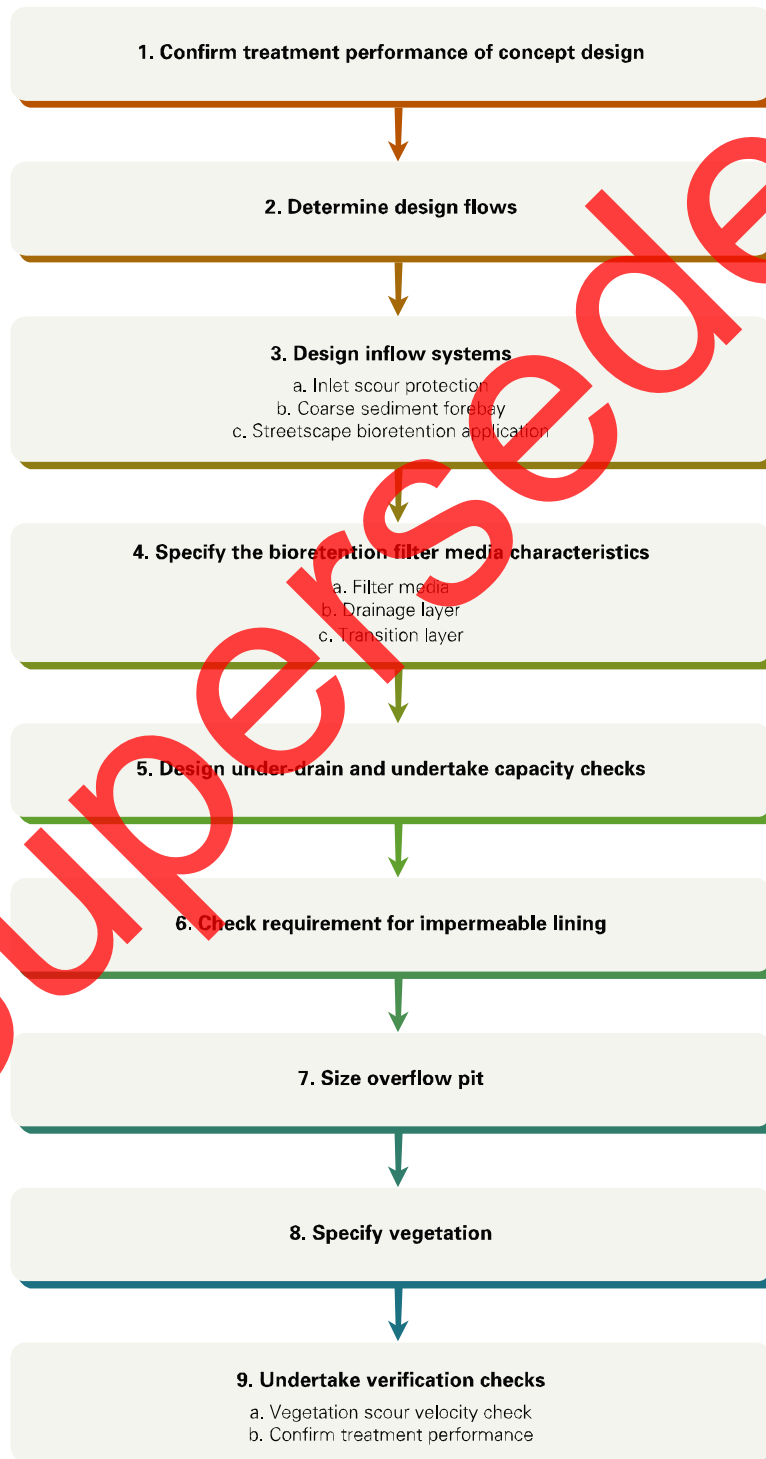 1. Confirm treatment performance of concept design
2. Determine design flows
3. Design inflow systems
a. Inlet scour protection
b. Coarse sediment forebay
c. Streetscape bioretention application
4. Specify the bioretention filter media characteristics
a. Filter media
b. Drainage layer
c. Transition layer
5. Design under-drain and undertake capacity checks
6. Check requirement for impermeable lining
7. Size overflow pit
8. Specify vegetation
9. Undertake verification checks
a. Vegetation scour velocity check
b. Confirm treatment performance
Superseded